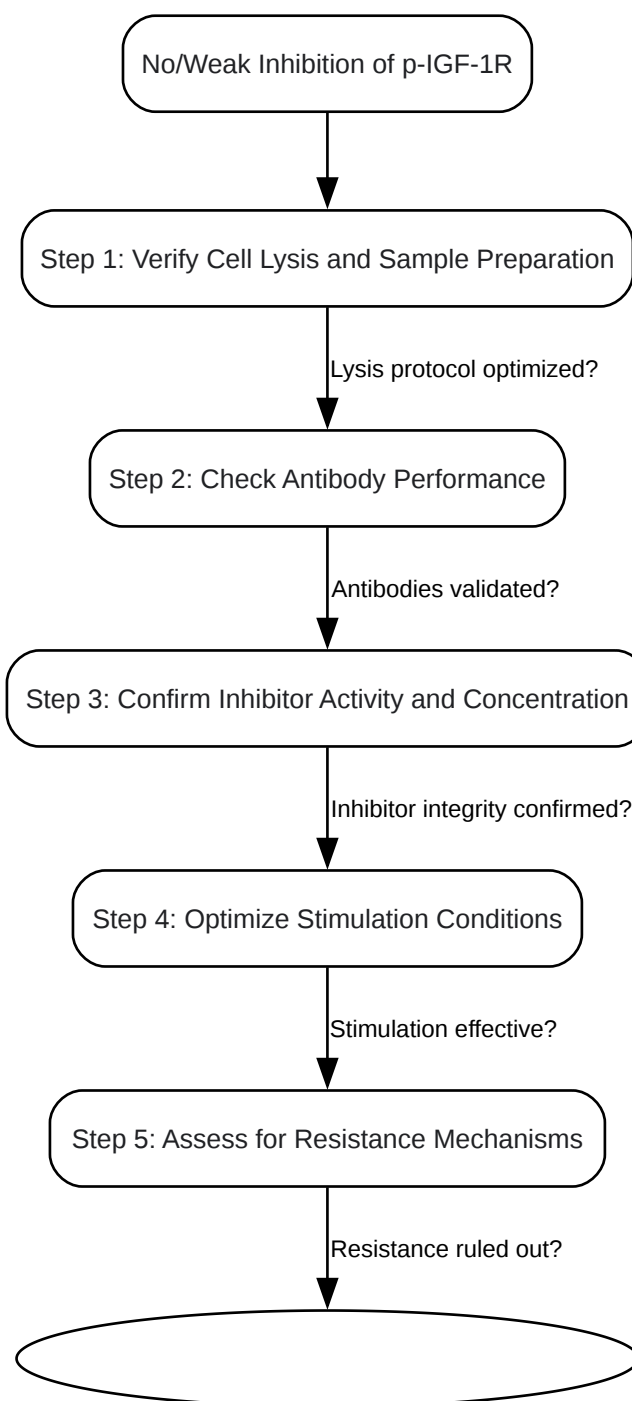 No/Weak Inhibition of p-IGF-1R
Step 1: Verify Cell Lysis and Sample Preparation
Lysis protocol optimized?
Step 2: Check Antibody Performance
Antibodies validated?
Step 3: Confirm Inhibitor Activity and Concentration
Inhibitor integrity confirmed?
Step 4: Optimize Stimulation Conditions
Stimulation effective?
Step 5: Assess for Resistance Mechanisms
Resistance ruled out?